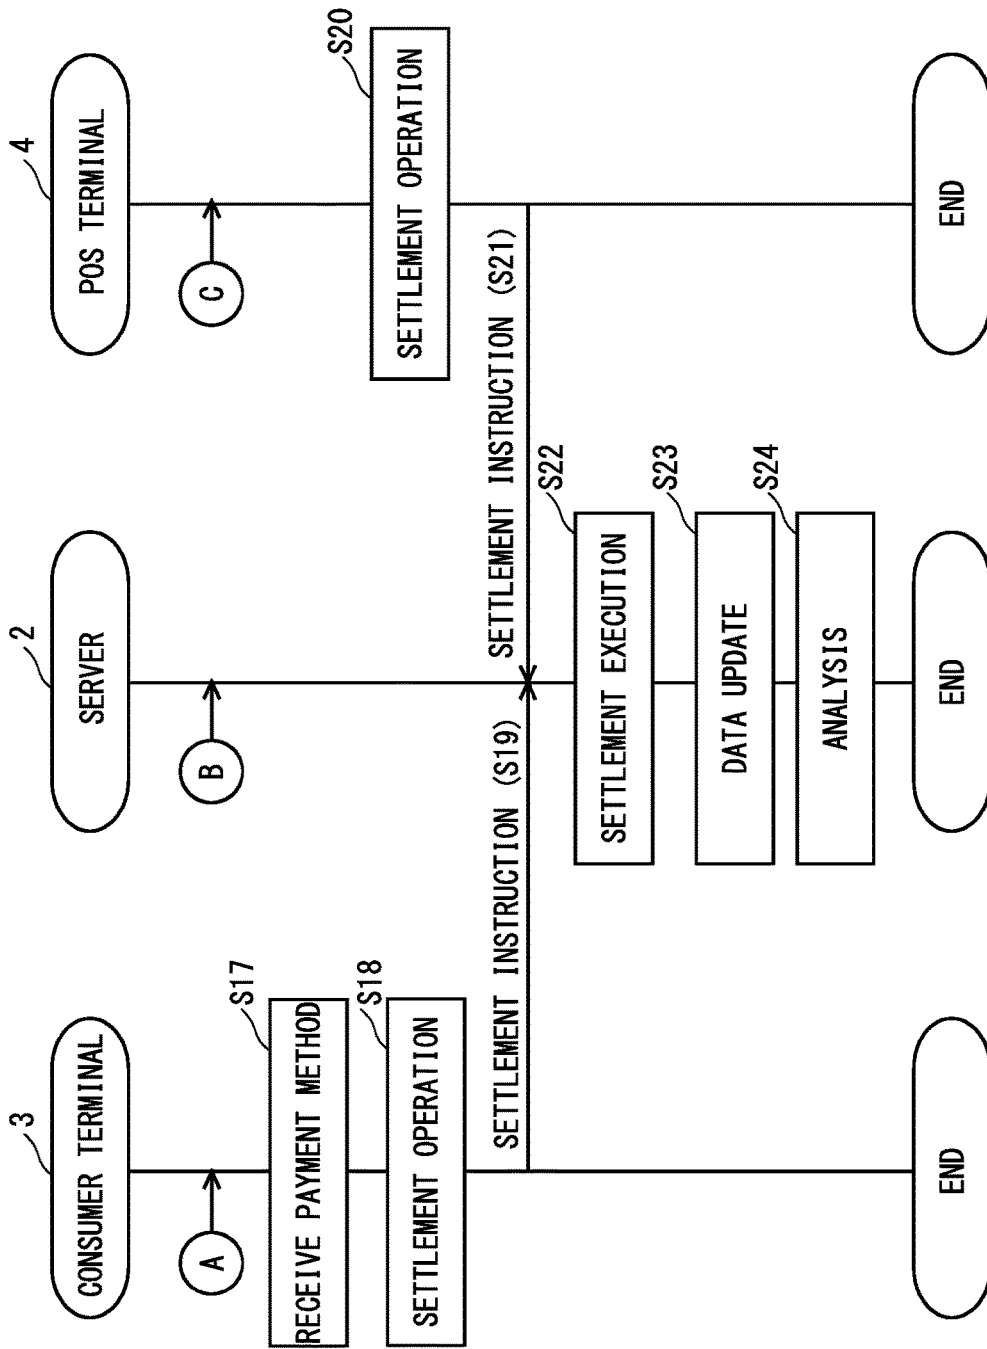 3
CONSUMER TERMINAL
2
SERVER
4
POS TERMINAL
A
B
C
S17
RECEIVE PAYMENT METHOD
S18
SETTLEMENT OPERATION
S20
SETTLEMENT OPERATION
SETTLEMENT INSTRUCTION (S19)
SETTLEMENT INSTRUCTION (S21)
S22
SETTLEMENT EXECUTION
S23
DATA UPDATE
S24
ANALYSIS
END
END
END